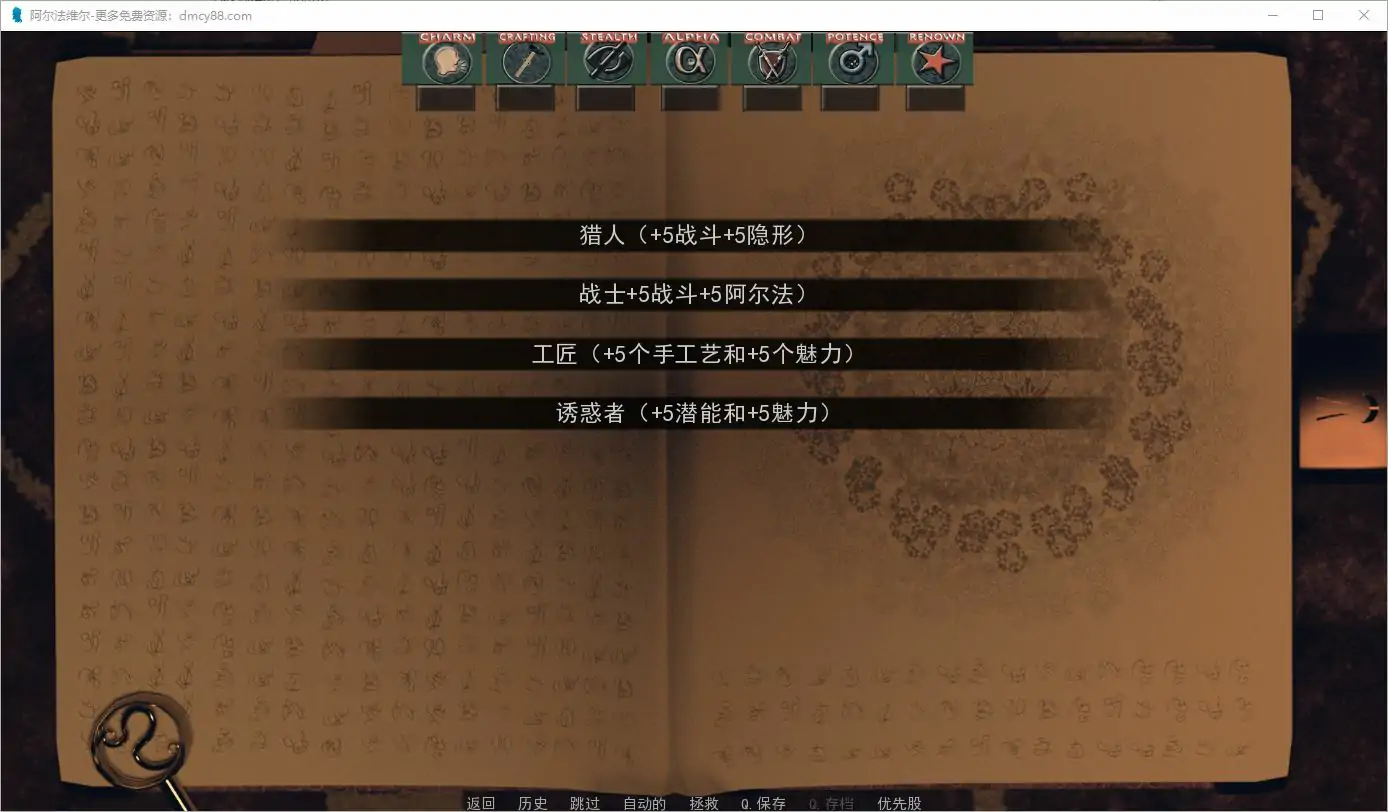 阿尔法维尔-更多免费资源：dmcy88.com
CHARM CRAFTING STEALTH ALPHA COMBAT POTENCE RENOWN
猎人（+5战斗+5隐形）
战士+5战斗+5阿尔法）
工匠（+5个手工艺和+5个魅力）
诱惑者（+5潜能和+5魅力）
返回 历史 跳过 自动的 拯救 Q.保存 Q.存档 优先股